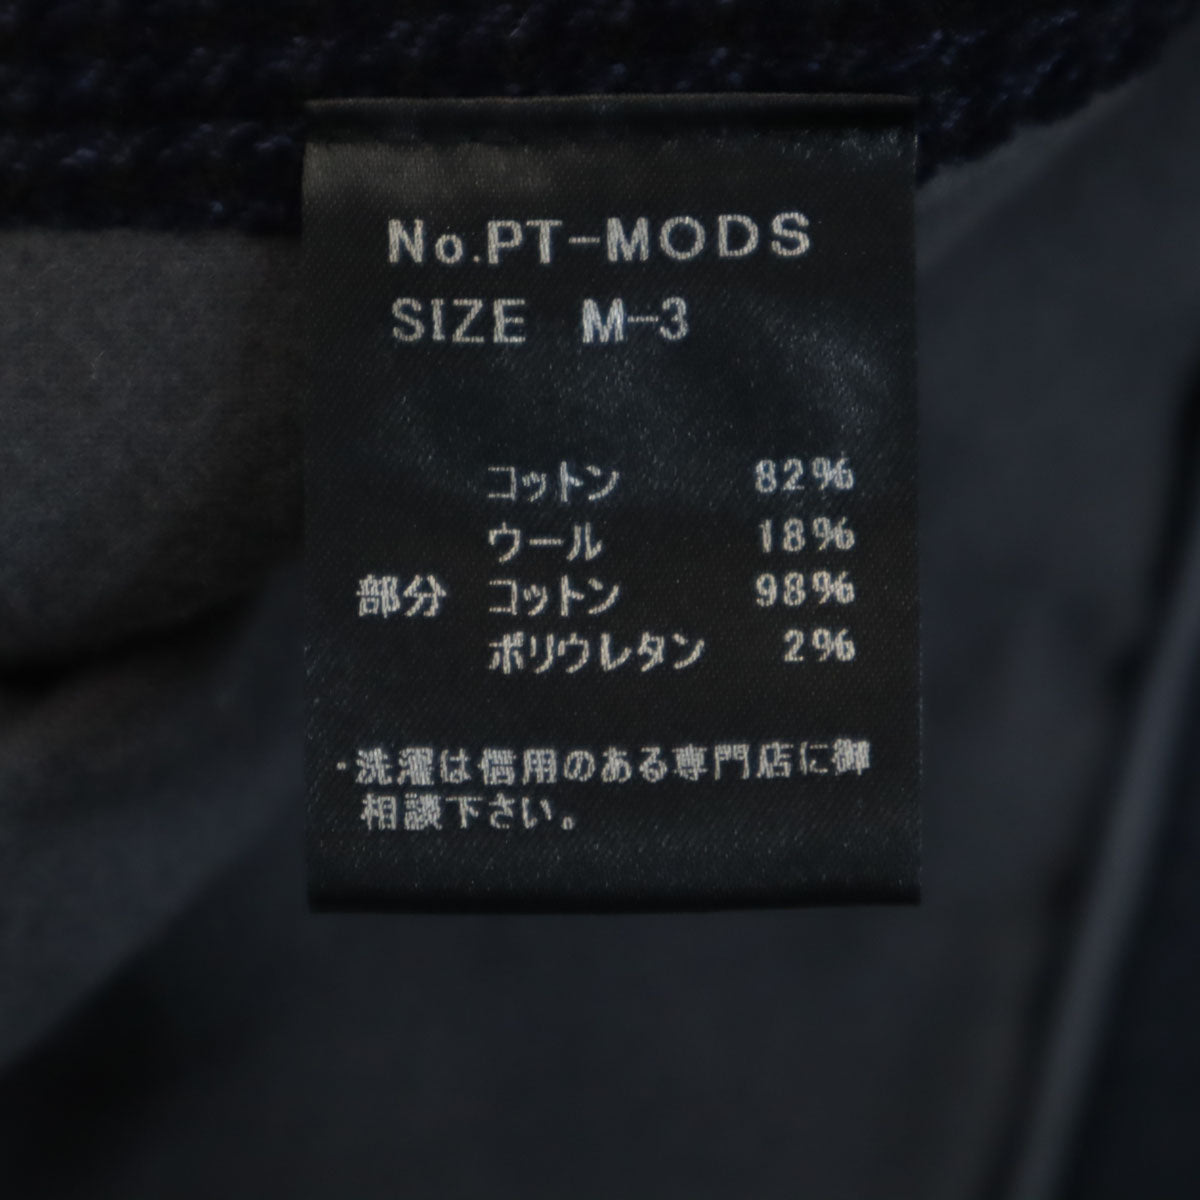 No.PT-MODS
SIZE M-3
コットン 82%
ウール 18%
部分 コットン 98%
ポリウレタン 2%
・洗濯は信用のある専門店に御
相談下さい。